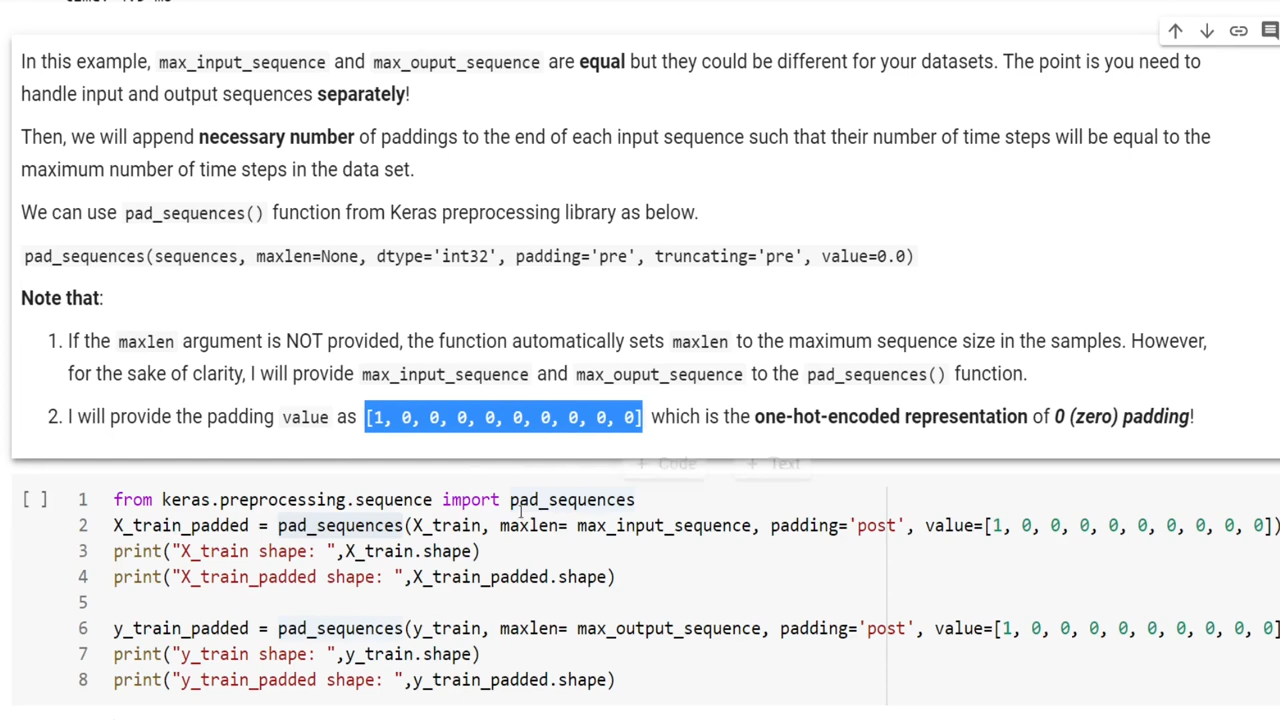 In this example, max_input_sequence and max_ouput_sequence are equal but they could be different for your datasets. The point is you need to
handle input and output sequences separately!
Then, we will append necessary number of paddings to the end of each input sequence such that their number of time steps will be equal to the
maximum number of time steps in the data set.
We can use pad_sequences() function from Keras preprocessing library as below.
pad_sequences(sequences, maxlen=None, dtype='int32', padding='pre', truncating='pre', value=0.0)
Note that:
1. If the maxlen argument is NOT provided, the function automatically sets maxlen to the maximum sequence size in the samples. However,
for the sake of clarity, I will provide max_input_sequence and max_ouput_sequence to the pad_sequences() function.
2. I will provide the padding value as [1, 0, 0, 0, 0, 0, 0, 0, 0, 0] which is the one-hot-encoded representation of 0 (zero) padding!
+ Code + Text
[ ] 1 from keras.preprocessing.sequence import pad_sequences
2 X_train_padded = pad_sequences(X_train, maxlen= max_input_sequence, padding='post', value=[1, 0, 0, 0, 0, 0, 0, 0, 0, 0])
3 print("X_train shape: ",X_train.shape)
4 print("X_train_padded shape: ",X_train_padded.shape)
5
6 y_train_padded = pad_sequences(y_train, maxlen= max_output_sequence, padding='post', value=[1, 0, 0, 0, 0, 0, 0, 0, 0, 0]
7 print("y_train shape: ",y_train.shape)
8 print("y_train_padded shape: ",y_train_padded.shape)